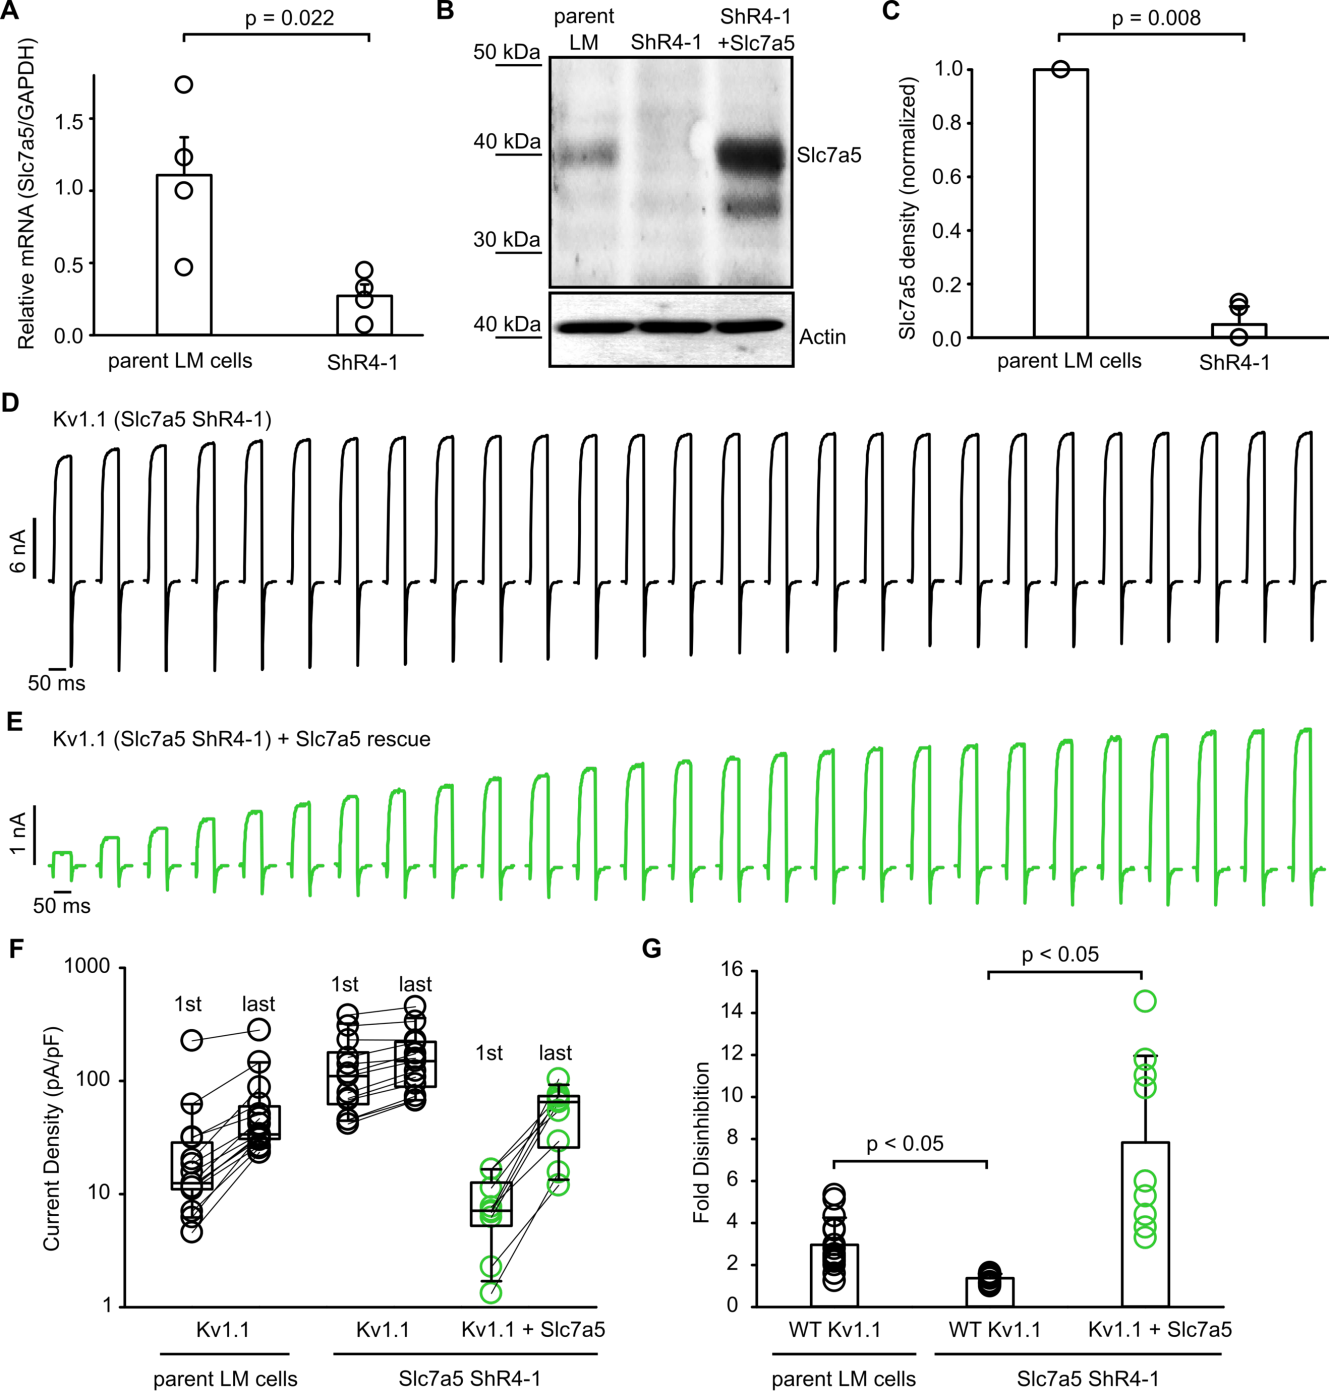 A
p = 0.022
Relative mRNA (Slc7a5/GAPDH)
1.5
1.0
0.5
0.0
parent LM cells
ShR4-1
B
parent
LM
ShR4-1
ShR4-1
+Slc7a5
50 kDa
40 kDa
30 kDa
Slc7a5
40 kDa
Actin
C
p = 0.008
Slc7a5 density (normalized)
1.0
0.8
0.6
0.4
0.2
0.0
parent LM cells
ShR4-1
D
Kv1.1 (Slc7a5 ShR4-1)
6 nA
50 ms
E
Kv1.1 (Slc7a5 ShR4-1) + Slc7a5 rescue
1 nA
50 ms
F
Current Density (pA/pF)
1000
100
10
1
1st
last
1st
last
1st
last
Kv1.1
Kv1.1
Kv1.1 + Slc7a5
parent LM cells
Slc7a5 ShR4-1
G
Fold Disinhibition
16
14
12
10
8
6
4
2
0
p < 0.05
p < 0.05
WT Kv1.1
WT Kv1.1
Kv1.1 + Slc7a5
parent LM cells
Slc7a5 ShR4-1